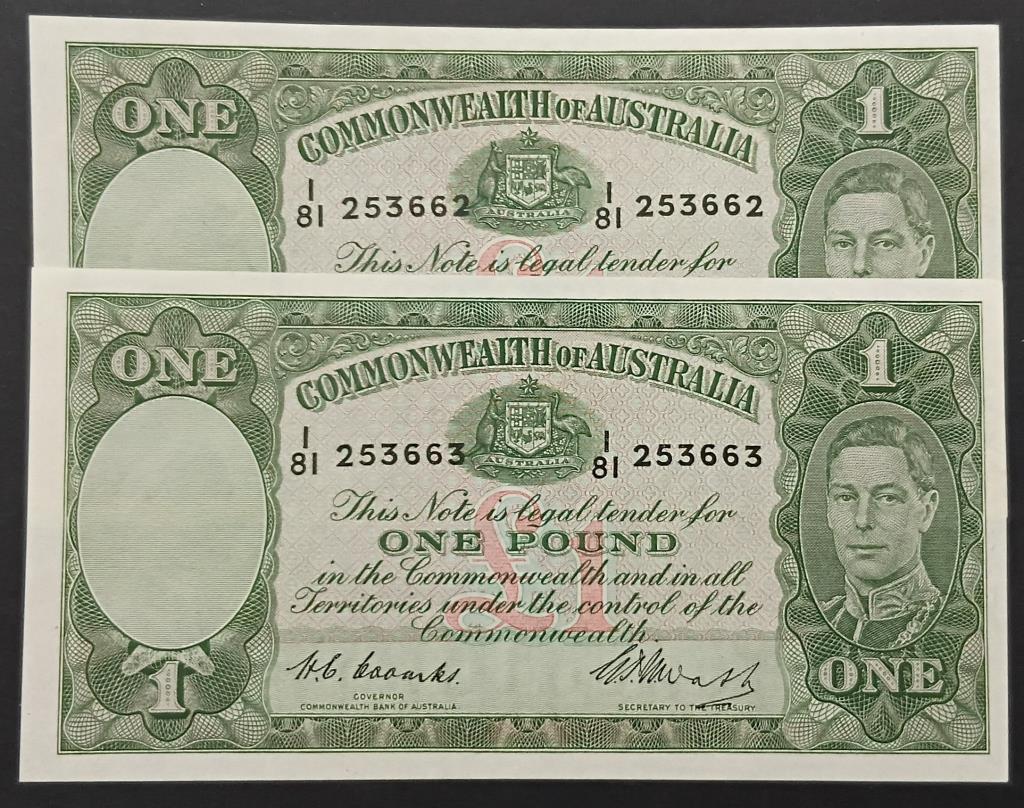 ONE
COMMONWEALTH OF AUSTRALIA
1
I/81 253662 I/81 253662
AUSTRALIA
This Note is legal tender for
ONE
COMMONWEALTH OF AUSTRALIA
1
I/81 253663 I/81 253663
AUSTRALIA
This Note is legal tender for
ONE POUND
£1
in the Commonwealth and in all
Territories under the control of the
Commonwealth.
1
H.C. Coombs.
GOVERNOR
COMMONWEALTH BANK OF AUSTRALIA.
SECRETARY TO THE TREASURY.
ONE